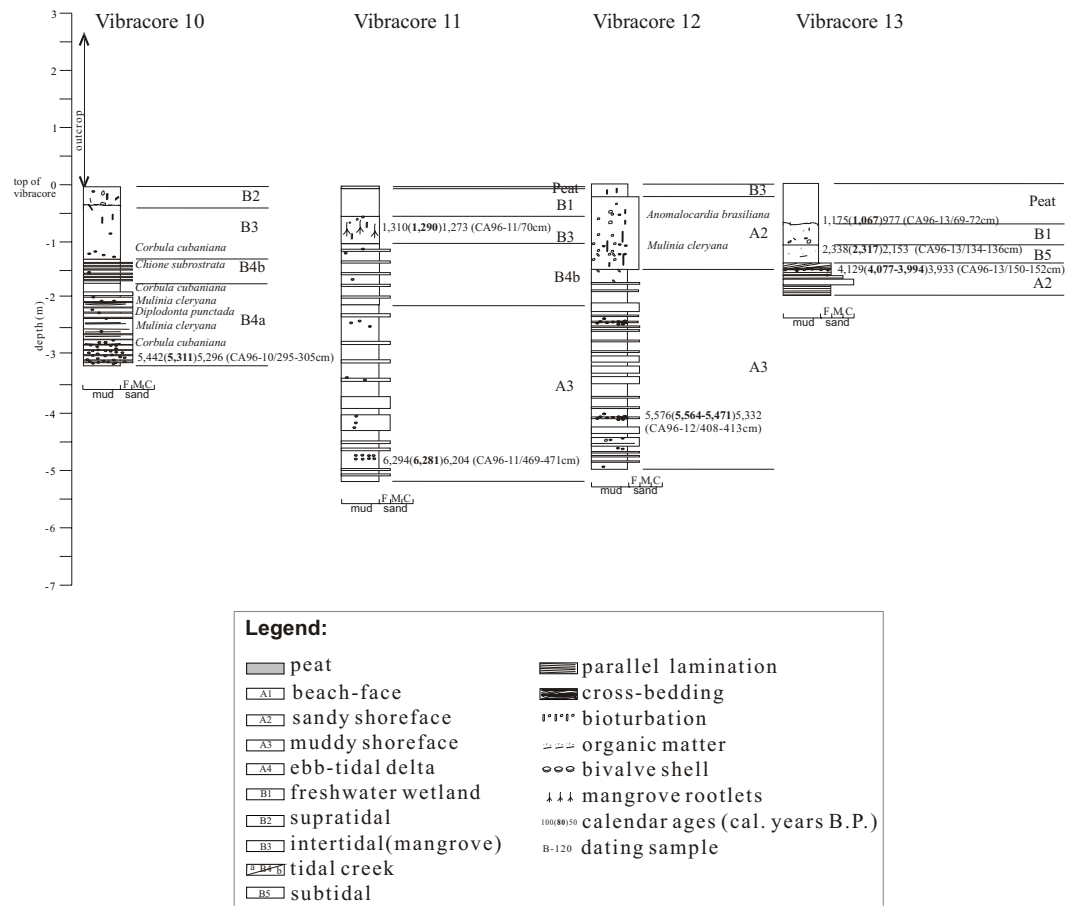 Vibracore 10
Vibracore 11
Vibracore 12
Vibracore 13
3
2
1
0
-1
-2
-3
-4
-5
-6
-7
depth(m)
top of
vibracore
outcrop
B2
B3
Corbula cubaniana
Chione subrostrata
B4b
Corbula cubaniana
Mulinia cleryana
Diplodonta punctada
B4a
Mulinia cleryana
Corbula cubaniana
5,442(5,311)5,296 (CA96-10/295-305cm)
F M C
mud sand
Peat
B1
1,310(1,290)1,273 (CA96-11/70cm)
B3
B4b
A3
6,294(6,281)6,204 (CA96-11/469-471cm)
F M C
mud sand
B3
Anomalocardia brasiliana
A2
Mulinia cleryana
A3
5,576(5,564-5,471)5,332
(CA96-12/408-413cm)
F M C
mud sand
Peat
1,175(1,067)977 (CA96-13/69-72cm)
B1
2,338(2,317)2,153 (CA96-13/134-136cm)
B5
4,129(4,077-3,994)3,933 (CA96-13/150-152cm)
A2
F M C
mud sand
Legend:
peat
A1 beach-face
A2 sandy shoreface
A3 muddy shoreface
A4 ebb-tidal delta
B1 freshwater wetland
B2 supratidal
B3 intertidal(mangrove)
a B4 b tidal creek
B5 subtidal
parallel lamination
cross-bedding
bioturbation
organic matter
bivalve shell
mangrove rootlets
100(80)50 calendar ages (cal. years B.P.)
B-120 dating sample